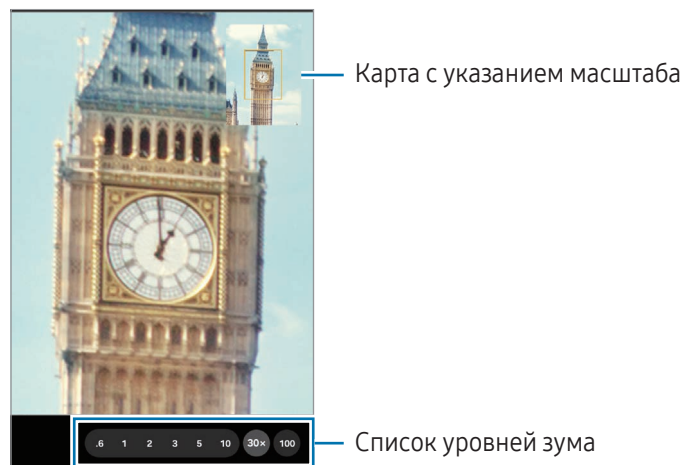 Карта с указанием масштаба
.6 1 2 3 5 10 30× 100
Список уровней зума